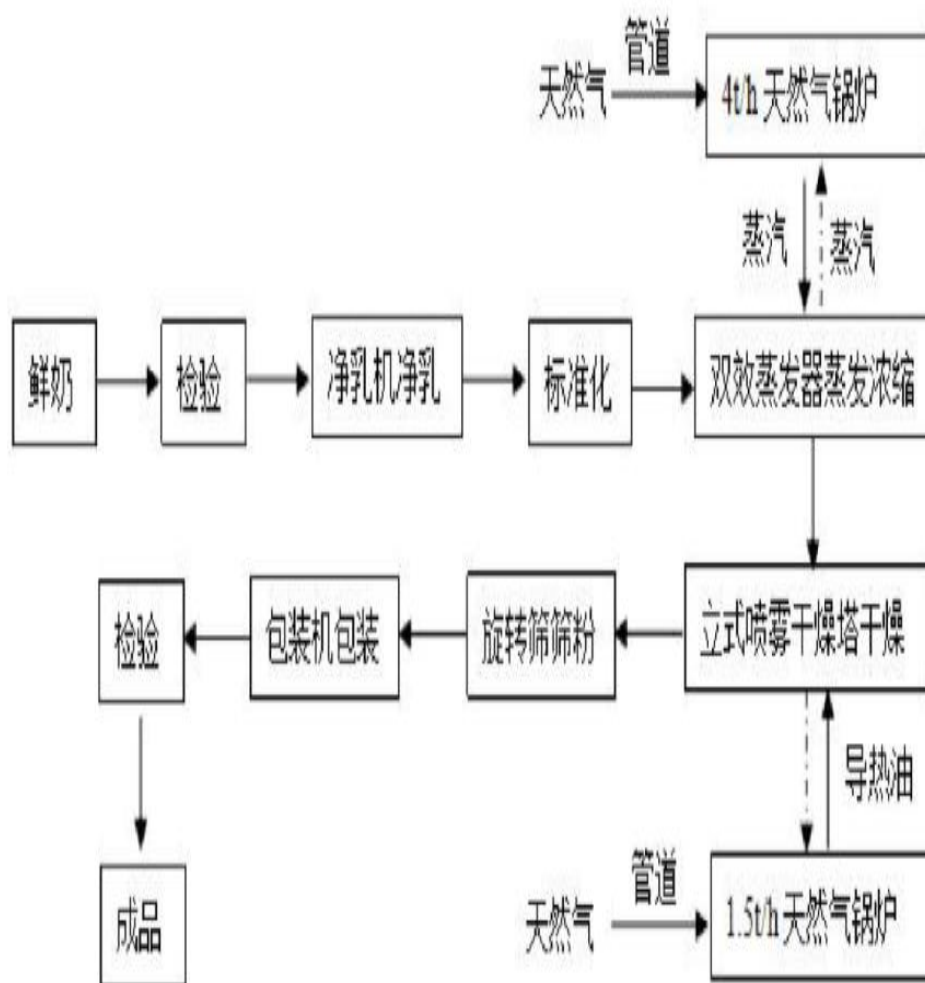 管道
天然气
4t/h天然气锅炉
蒸汽
蒸汽
鲜奶
检验
净乳机净乳
标准化
双效蒸发器蒸发浓缩
检验
包装机包装
旋转筛筛粉
立式喷雾干燥塔干燥
导热油
成品
管道
天然气
1.5t/h天然气锅炉